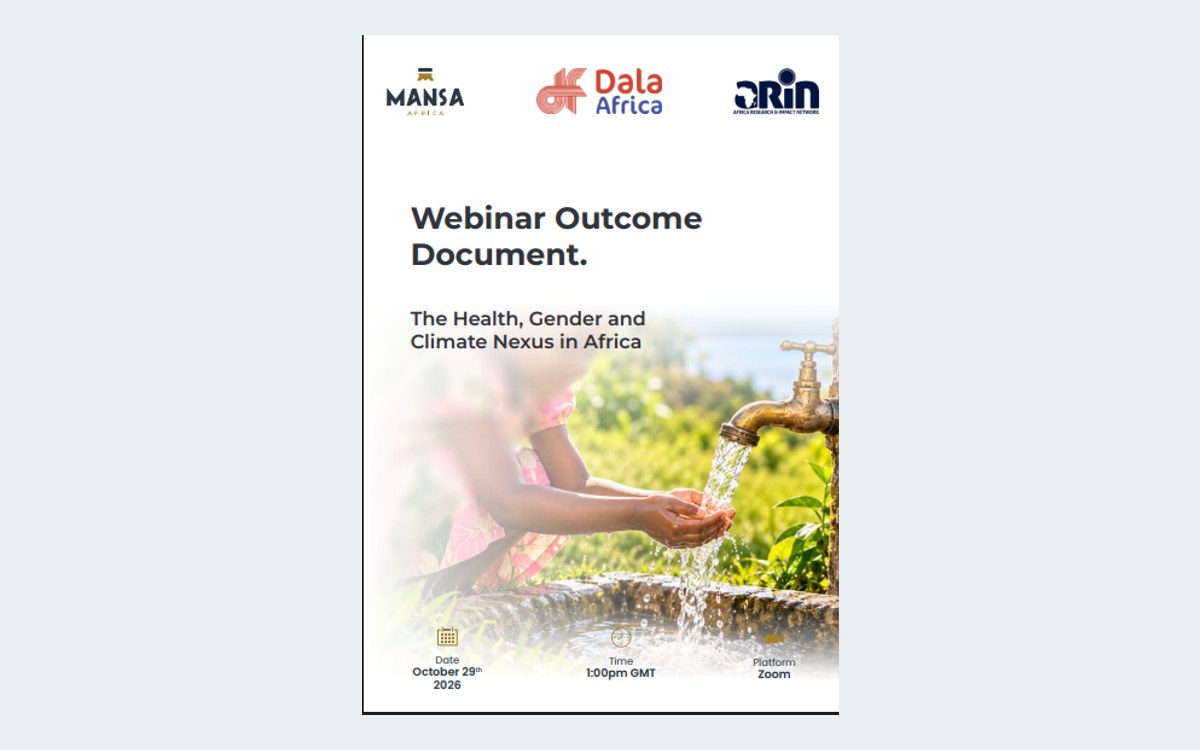 MANSA
AFRICA
Dala
Africa
ARIN
AFRICA RESEARCH & IMPACT NETWORK
Webinar Outcome
Document.
The Health, Gender and
Climate Nexus in Africa
Date
October 29th
2026
Time
1:00pm GMT
Platform
Zoom